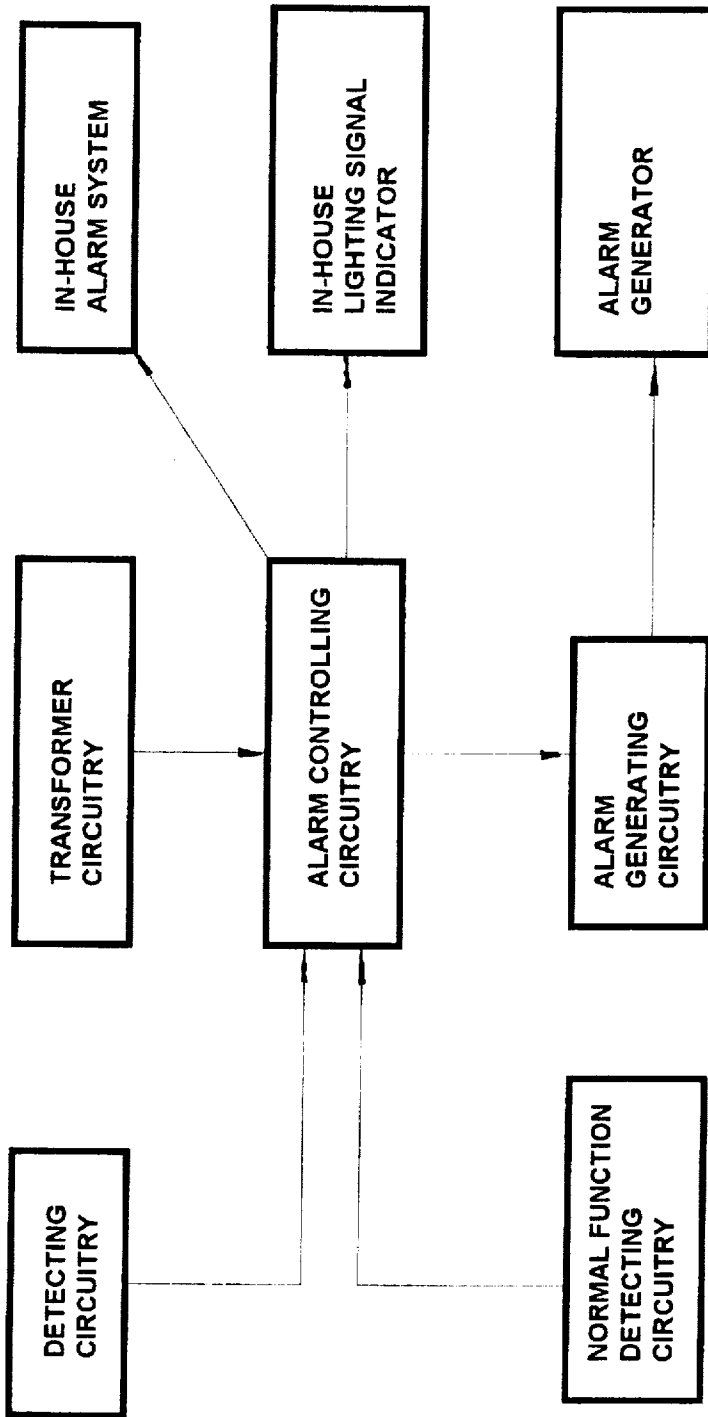 DETECTING
CIRCUITRY
TRANSFORMER
CIRCUITRY
IN-HOUSE
ALARM SYSTEM
ALARM CONTROLLING
CIRCUITRY
IN-HOUSE
LIGHTING SIGNAL
INDICATOR
NORMAL FUNCTION
DETECTING
CIRCUITRY
ALARM
GENERATING
CIRCUITRY
ALARM
GENERATOR